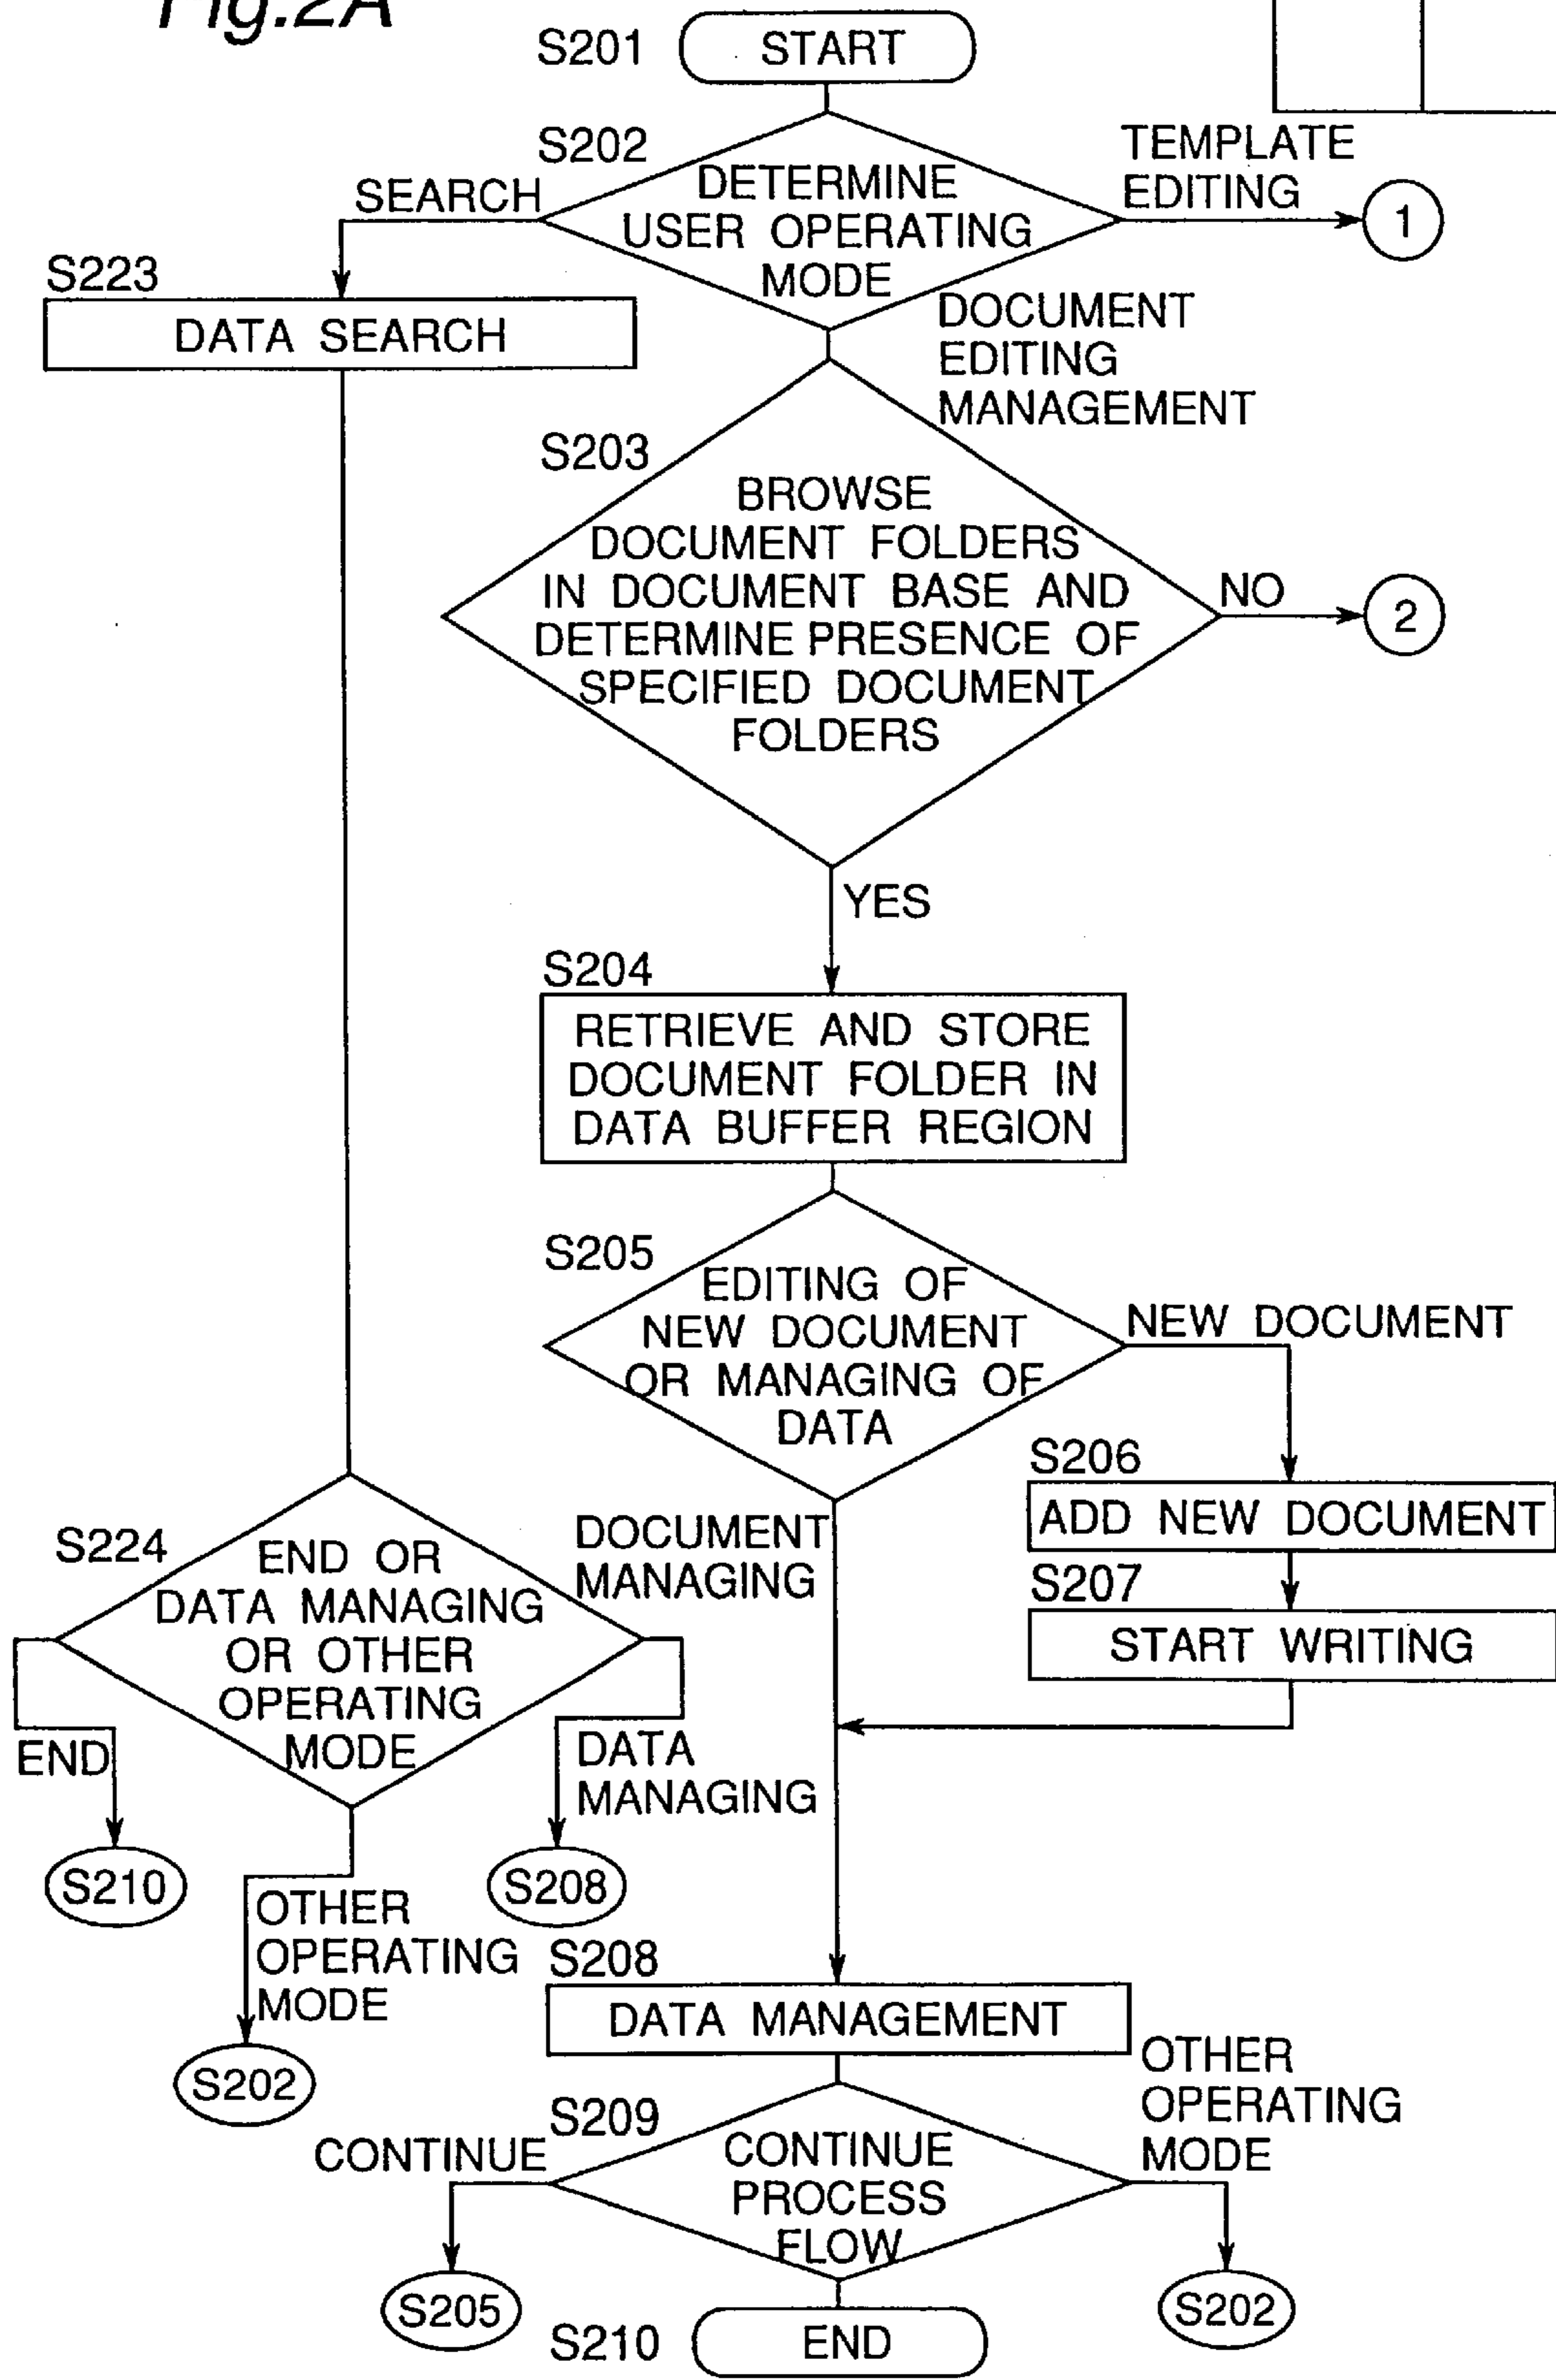 Fig.2A
S201
START
S202
DETERMINE
USER OPERATING
MODE
SEARCH
TEMPLATE
EDITING
1
S223
DATA SEARCH
DOCUMENT
EDITING
MANAGEMENT
S203
BROWSE
DOCUMENT FOLDERS
IN DOCUMENT BASE AND
DETERMINE PRESENCE OF
SPECIFIED DOCUMENT
FOLDERS
NO
2
YES
S204
RETRIEVE AND STORE
DOCUMENT FOLDER IN
DATA BUFFER REGION
S205
EDITING OF
NEW DOCUMENT
OR MANAGING OF
DATA
NEW DOCUMENT
S206
ADD NEW DOCUMENT
S207
START WRITING
DOCUMENT
MANAGING
S224
END OR
DATA MANAGING
OR OTHER
OPERATING
MODE
END
S210
DATA
MANAGING
S208
OTHER
OPERATING
MODE
S202
S208
DATA MANAGEMENT
S209
CONTINUE
PROCESS
FLOW
CONTINUE
S205
OTHER
OPERATING
MODE
S202
S210
END